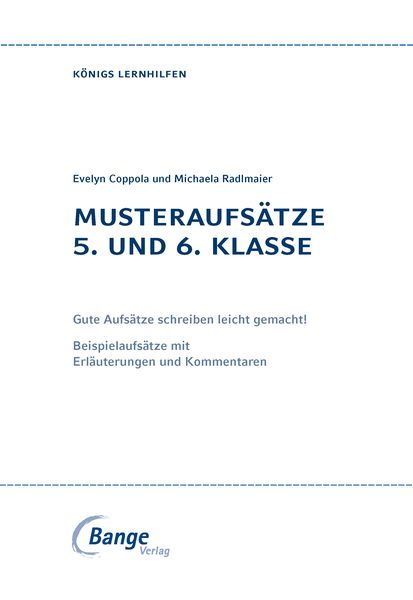 KÖNIGS LERNHILFEN
Evelyn Coppola und Michaela Radlmaier
MUSTERAUFSÄTZE
5. UND 6. KLASSE
Gute Aufsätze schreiben leicht gemacht!
Beispielaufsätze mit
Erläuterungen und Kommentaren
Bange
Verlag